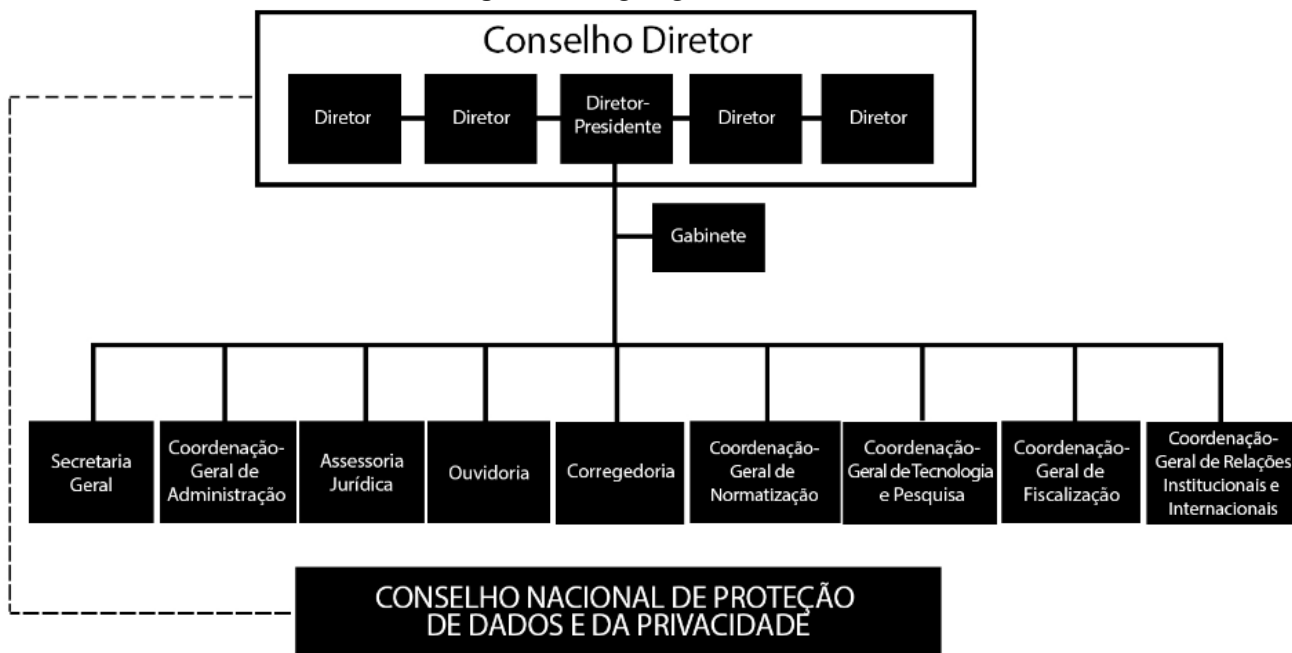 Conselho Diretor
Diretor
Diretor
Diretor-
Presidente
Diretor
Diretor
Gabinete
Secretaria
Geral
Coordenação-
Geral de
Administração
Assessoria
Jurídica
Ouvidoria
Corregedoria
Coordenação-
Geral de
Normatização
Coordenação-
Geral de Tecnologia
e Pesquisa
Coordenação-
Geral de
Fiscalização
Coordenação-
Geral de Relações
Institucionais e
Internacionais
CONSELHO NACIONAL DE PROTEÇÃO
DE DADOS E DA PRIVACIDADE